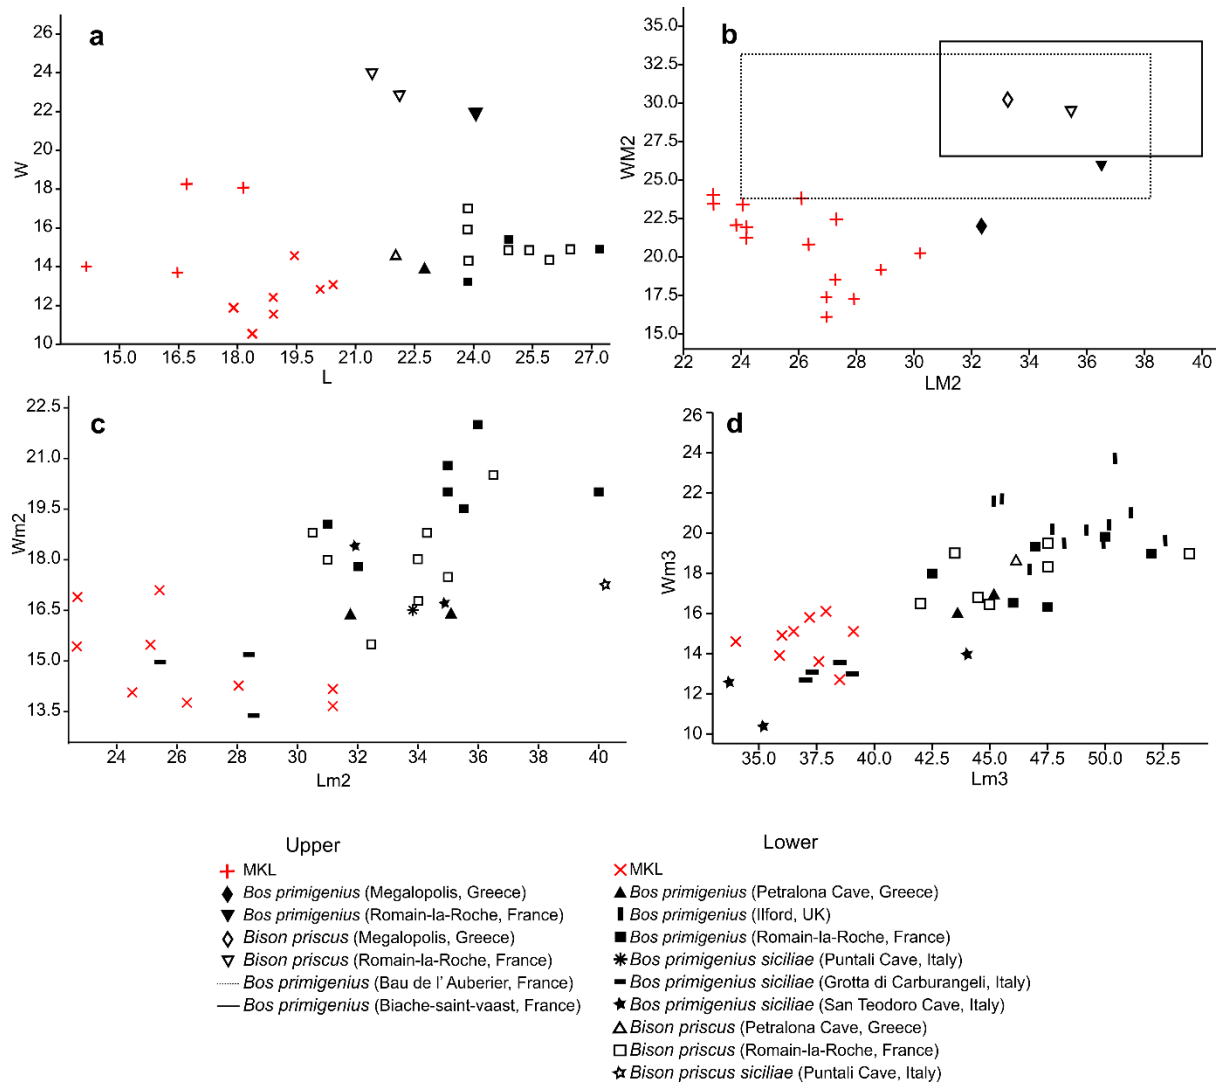 a
W
26
24
22
20
18
16
14
12
10
15.0 16.5 18.0 19.5 21.0 22.5 24.0 25.5 27.0
L
b
WM2
35.0
32.5
30.0
27.5
25.0
22.5
20.0
17.5
15.0
22 24 26 28 30 32 34 36 38 40
LM2
c
Wm2
22.5
21.0
19.5
18.0
16.5
15.0
13.5
24 26 28 30 32 34 36 38 40
Lm2
d
Wm3
26
24
22
20
18
16
14
12
10
35.0 37.5 40.0 42.5 45.0 47.5 50.0 52.5
Lm3
Upper
MKL
Bos primigenius (Megalopolis, Greece)
Bos primigenius (Romain-la-Roche, France)
Bison priscus (Megalopolis, Greece)
Bison priscus (Romain-la-Roche, France)
Bos primigenius (Bau de l' Auberier, France)
Bos primigenius (Biache-saint-vaast, France)
Lower
MKL
Bos primigenius (Petralona Cave, Greece)
Bos primigenius (Ilford, UK)
Bos primigenius (Romain-la-Roche, France)
Bos primigenius siciliae (Puntali Cave, Italy)
Bos primigenius siciliae (Grotta di Carburangeli, Italy)
Bos primigenius siciliae (San Teodoro Cave, Italy)
Bison priscus (Petralona Cave, Greece)
Bison priscus (Romain-la-Roche, France)
Bison priscus siciliae (Puntali Cave, Italy)